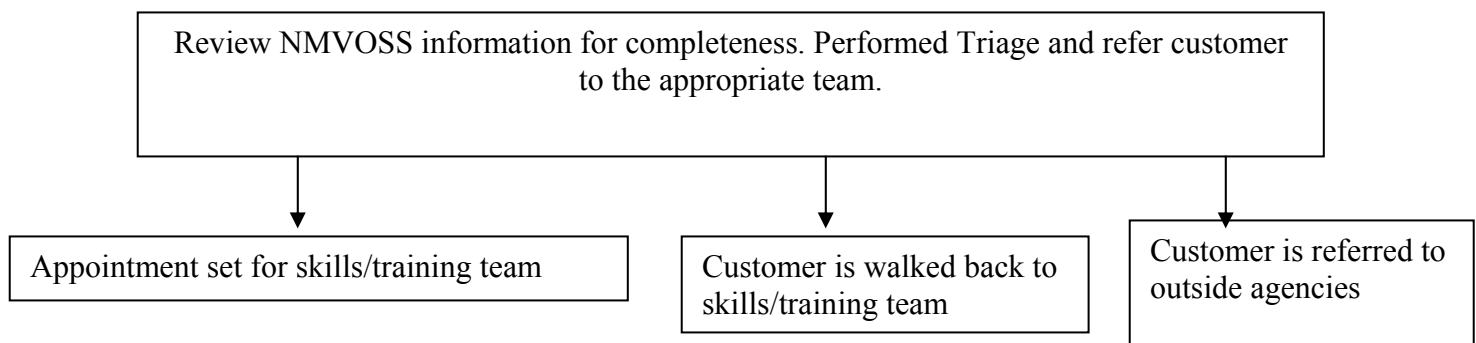 Review NMVOSS information for completeness. Performed Triage and refer customer
to the appropriate team.
Appointment set for skills/training team
Customer is walked back to
skills/training team
Customer is referred to
outside agencies